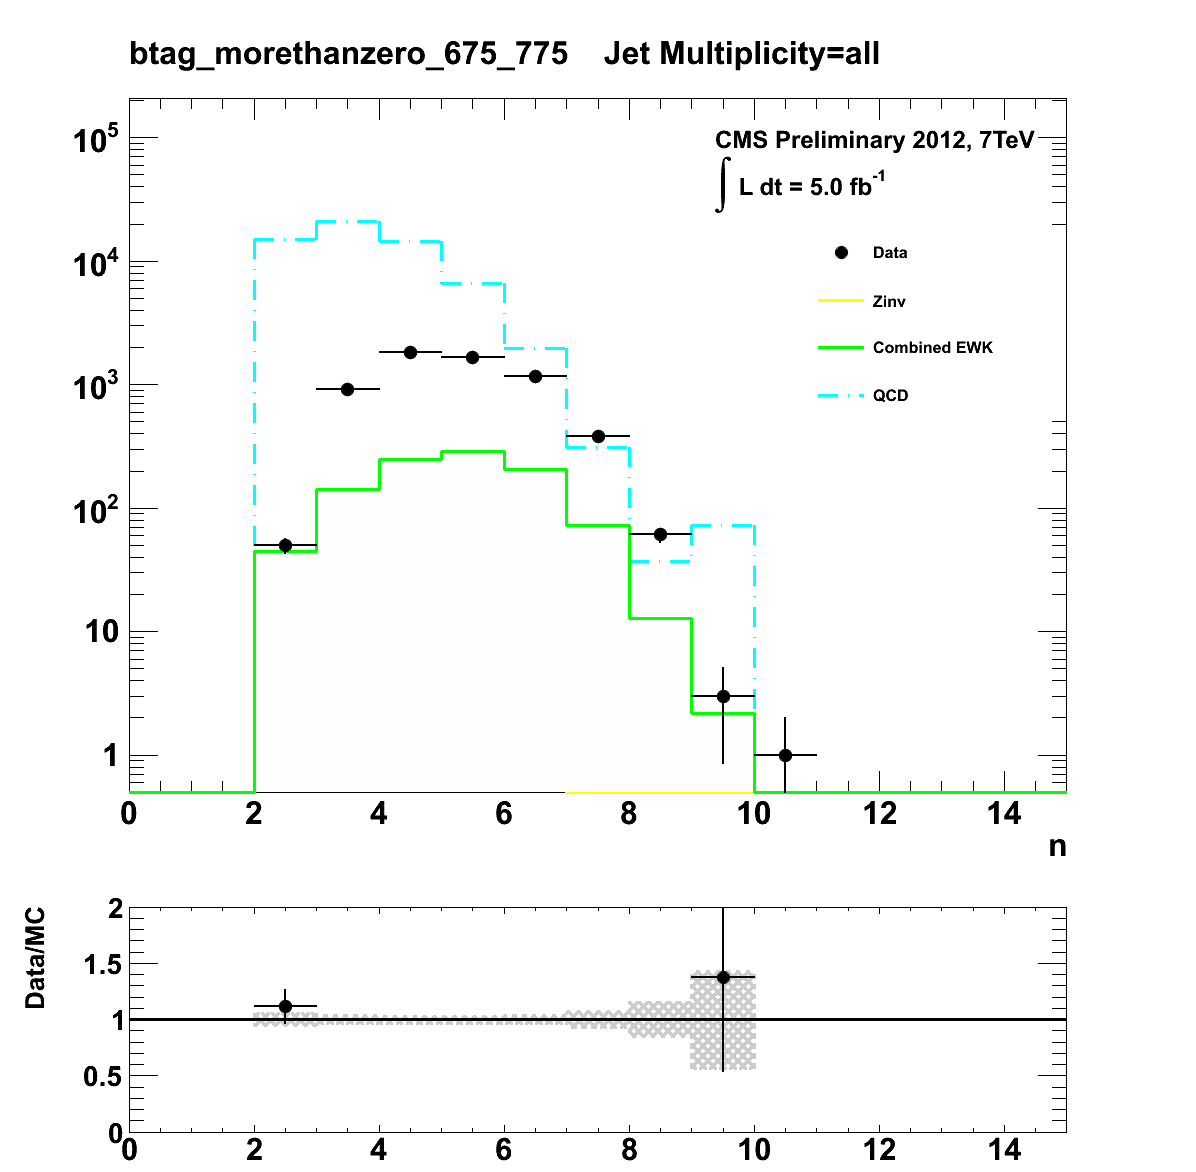 btag_morethanzero_675_775 Jet Multiplicity=all
10^5
10^4
10^3
10^2
10
1
CMS Preliminary 2012, 7TeV
∫ L dt = 5.0 fb^-1
Data
Zinv
Combined EWK
QCD
0 2 4 6 8 10 12 14
n
Data/MC
2
1.5
1
0.5
0
0 2 4 6 8 10 12 14